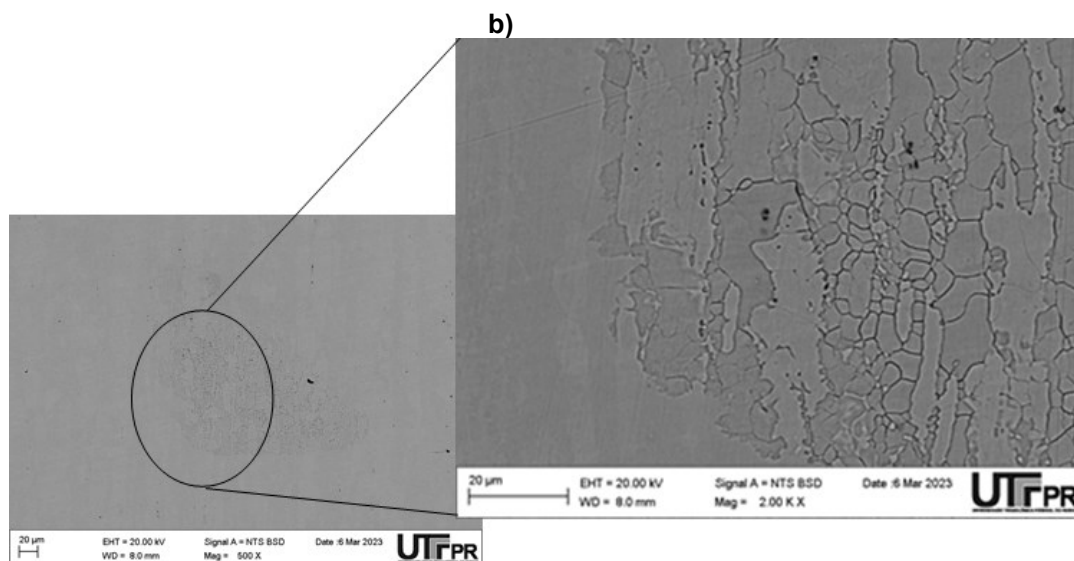 b)
20 µm
EHT = 20.00 kV
WD = 8.0 mm
Signal A = NTS BSD
Mag = 2.00 K X
Date :6 Mar 2023
UTFPR
20 µm
EHT = 20.00 kV
WD = 8.0 mm
Signal A = NTS BSD
Mag = 500 X
Date :6 Mar 2023
UTFPR